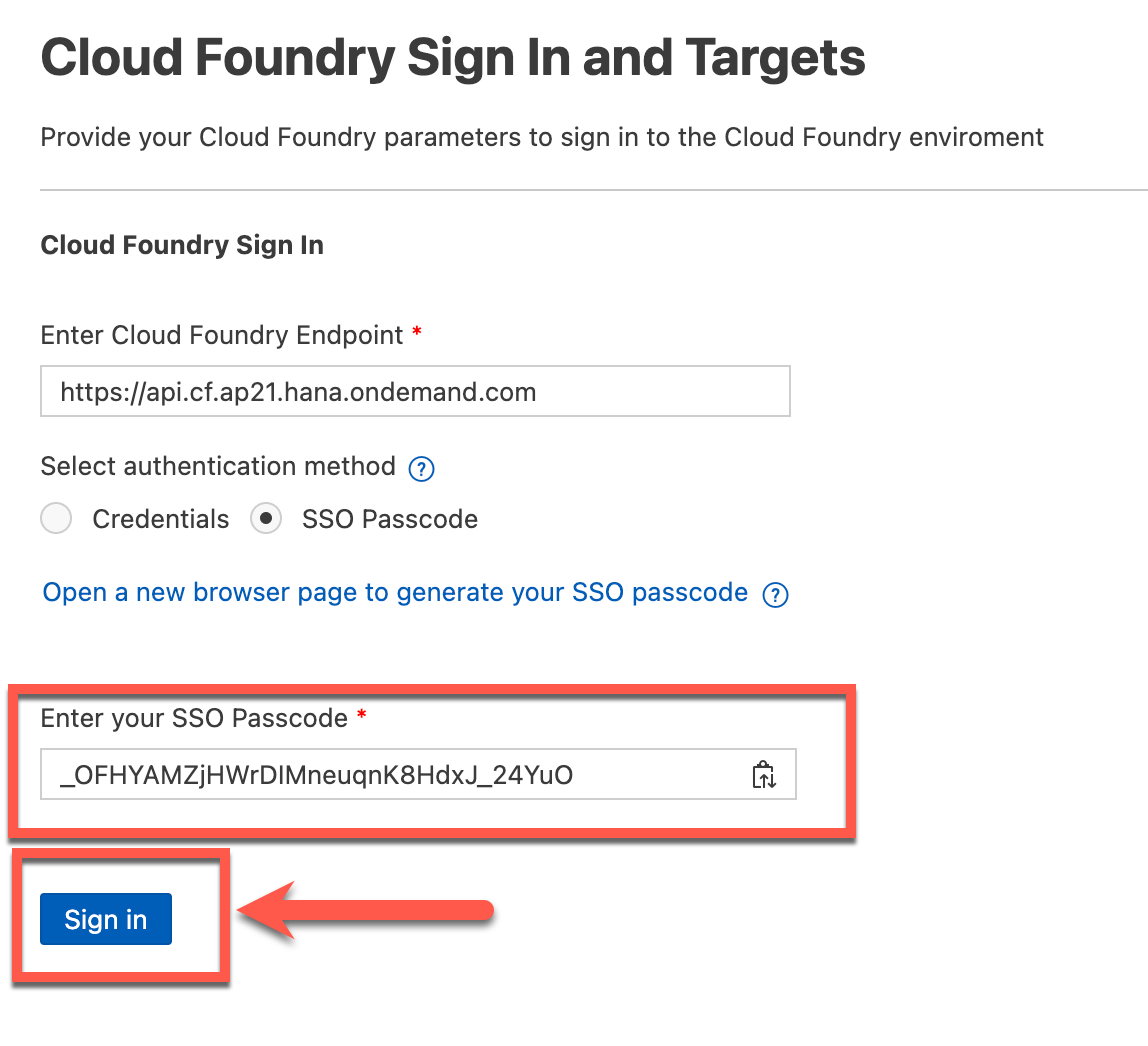 Cloud Foundry Sign In and Targets
Provide your Cloud Foundry parameters to sign in to the Cloud Foundry enviroment
Cloud Foundry Sign In
Enter Cloud Foundry Endpoint *
https://api.cf.ap21.hana.ondemand.com
Select authentication method ?
Credentials SSO Passcode
Open a new browser page to generate your SSO passcode ?
Enter your SSO Passcode *
_OFHYAMZjHWrDIMneuqnK8HdxJ_24YuO
Sign in